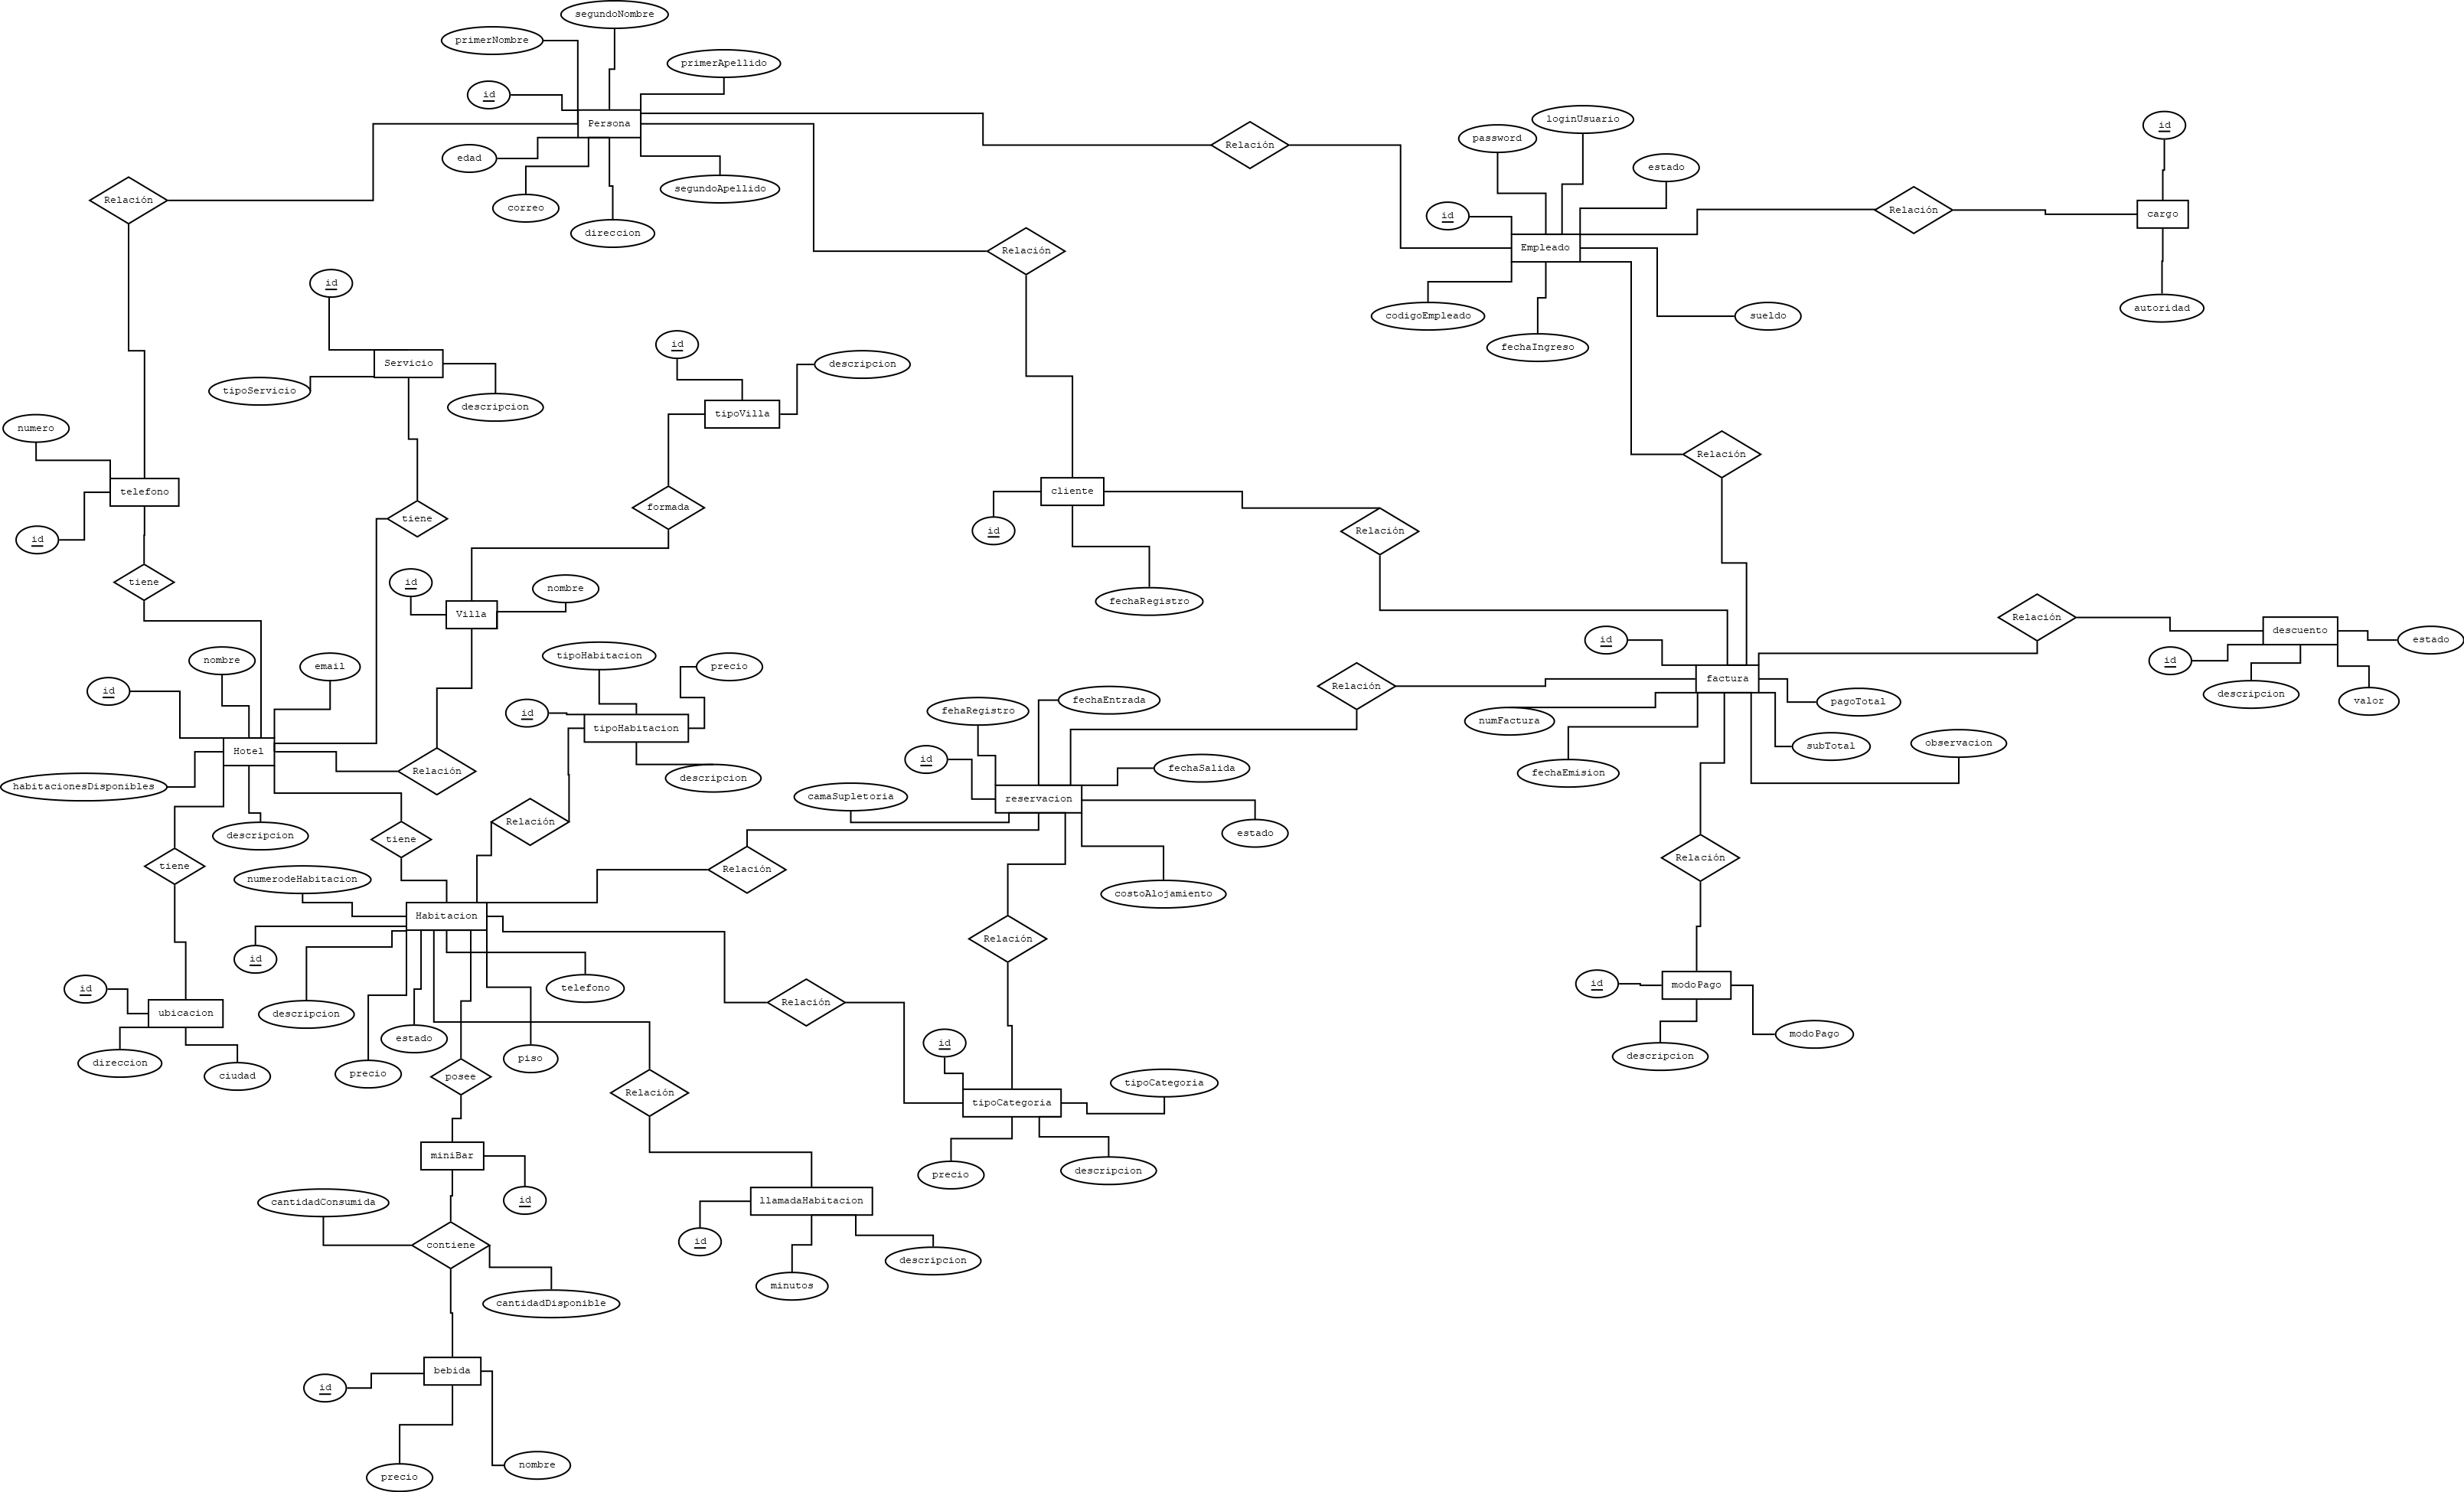 segundoNombre
primerNombre
primerApellido
id
Persona
edad
segundoApellido
correo
direccion
Relación
Relación
Relación
loginUsuario
password
estado
id
Empleado
codigoEmpleado
fechaIngreso
sueldo
Relación
id
cargo
autoridad
id
Servicio
tipoServicio
descripcion
id
descripcion
tipoVilla
numero
telefono
id
tiene
formada
cliente
id
fechaRegistro
Relación
Relación
tiene
id
nombre
Villa
nombre
email
id
Hotel
habitacionesDisponibles
descripcion
Relación
tipoHabitacion
precio
id
tipoHabitacion
descripcion
Relación
tiene
tiene
fehaRegistro
fechaEntrada
id
fechaSalida
camaSupletoria
reservacion
estado
costoAlojamiento
Relación
Relación
id
factura
numFactura
pagoTotal
subTotal
observacion
fechaEmision
Relación
descuento
estado
id
descripcion
valor
numerodeHabitacion
Habitacion
id
descripcion
telefono
estado
precio
piso
id
ubicacion
direccion
ciudad
Relación
Relación
Relación
id
modoPago
descripcion
modoPago
posee
Relación
id
tipoCategoria
tipoCategoria
precio
descripcion
miniBar
id
cantidadConsumida
contiene
cantidadDisponible
llamadaHabitacion
id
minutos
descripcion
bebida
id
precio
nombre